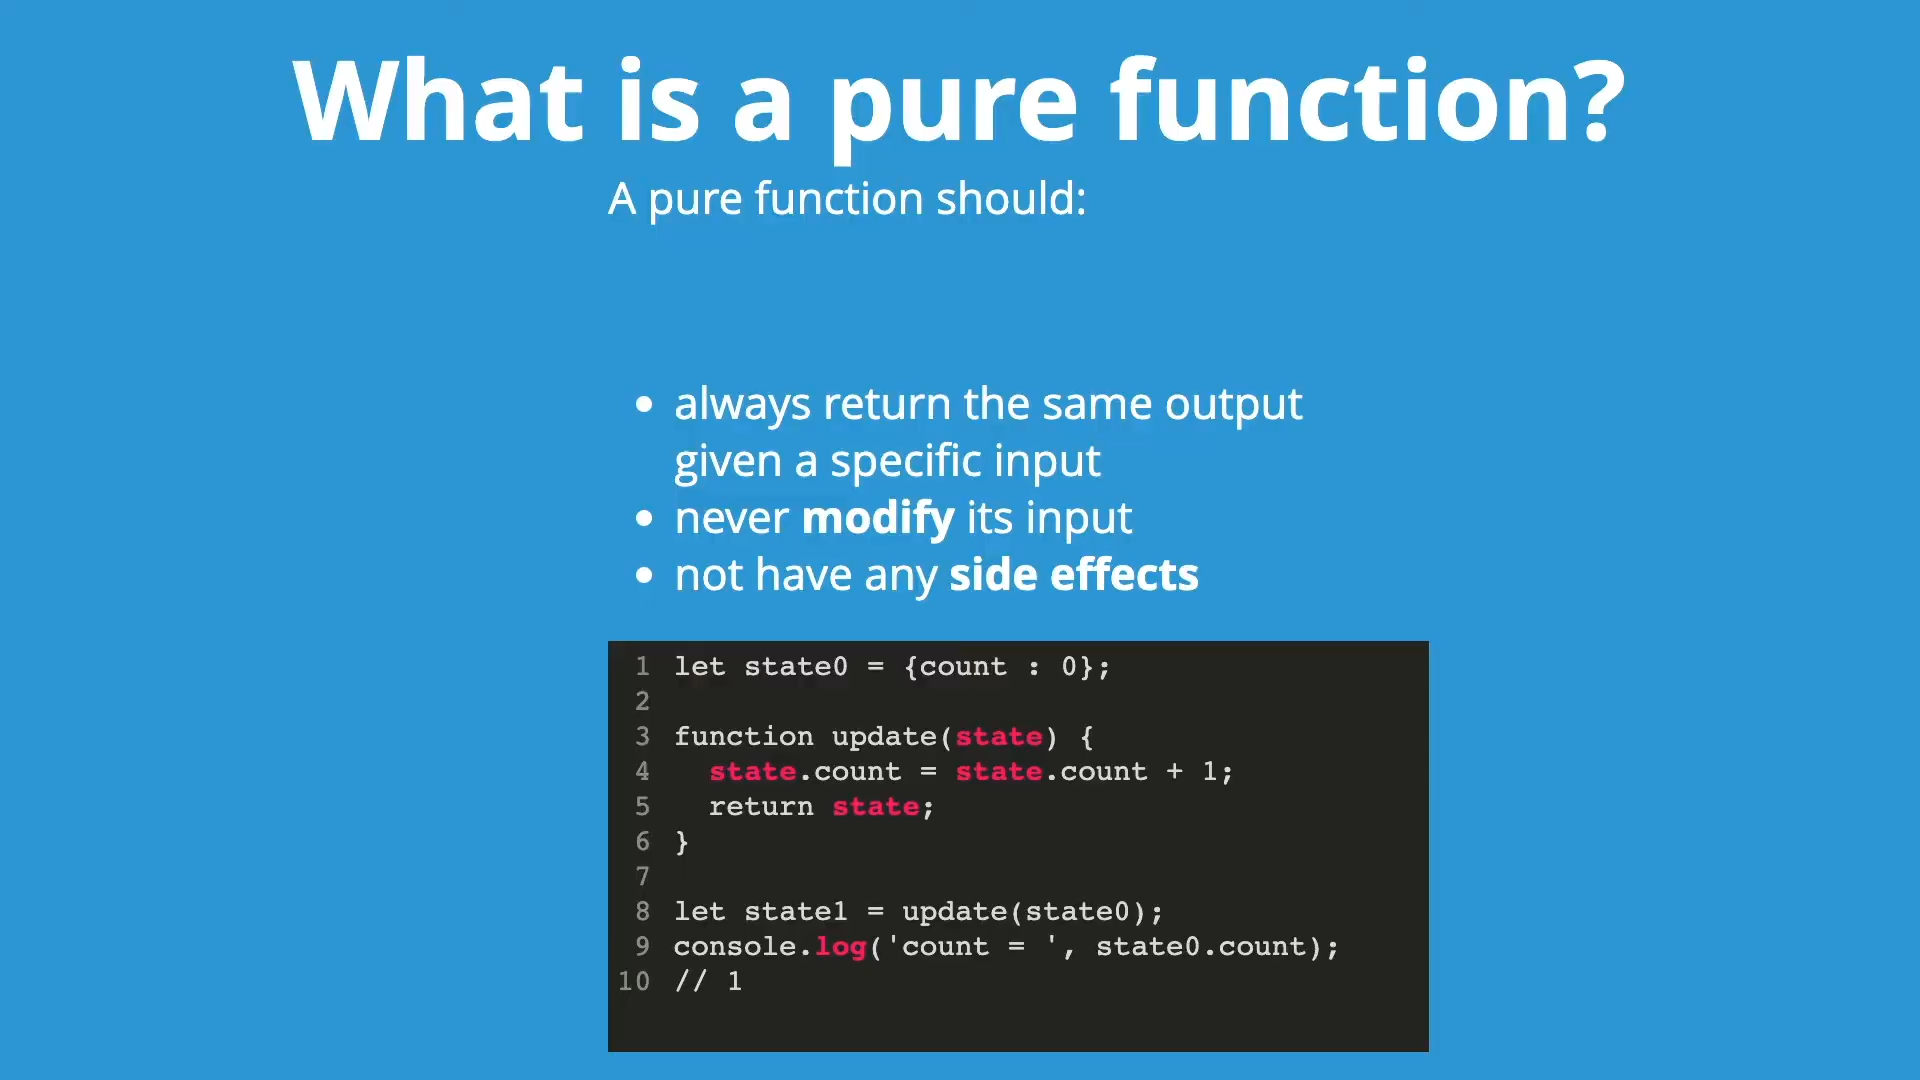 What is a pure function?
A pure function should:
• always return the same output
given a specific input
• never modify its input
• not have any side effects
1 let state0 = {count : 0};
2
3 function update(state) {
4   state.count = state.count + 1;
5   return state;
6 }
7
8 let state1 = update(state0);
9 console.log('count = ', state0.count);
10 // 1